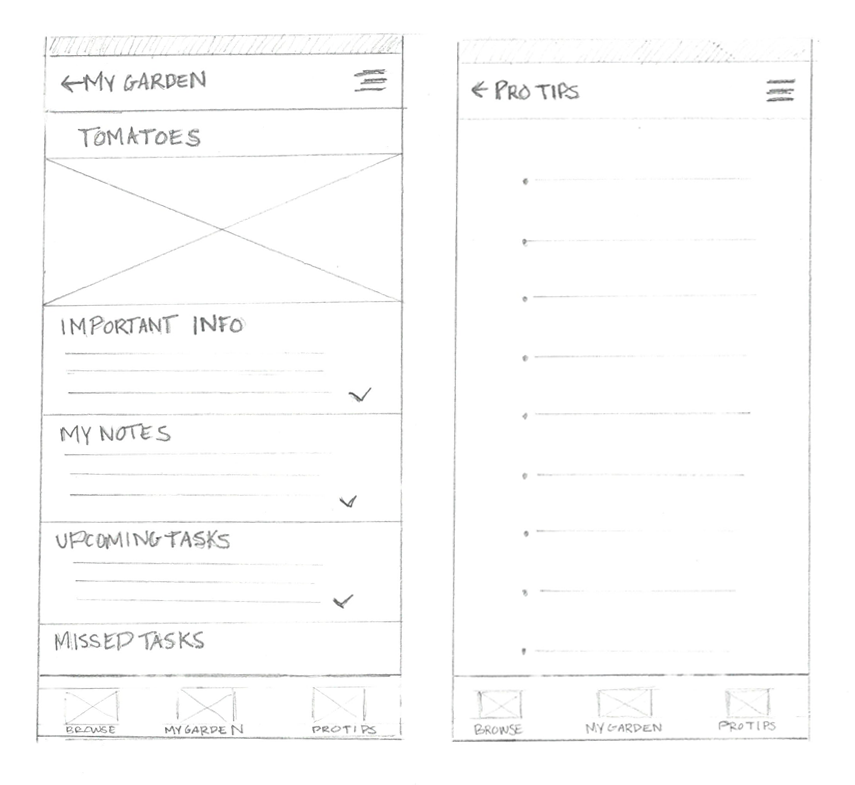 MY GARDEN
TOMATOES
IMPORTANT INFO
MY NOTES
UPCOMING TASKS
MISSED TASKS
BROWSE
MY GARDEN
PROTIPS
PRO TIPS
BROWSE
MY GARDEN
PROTIPS